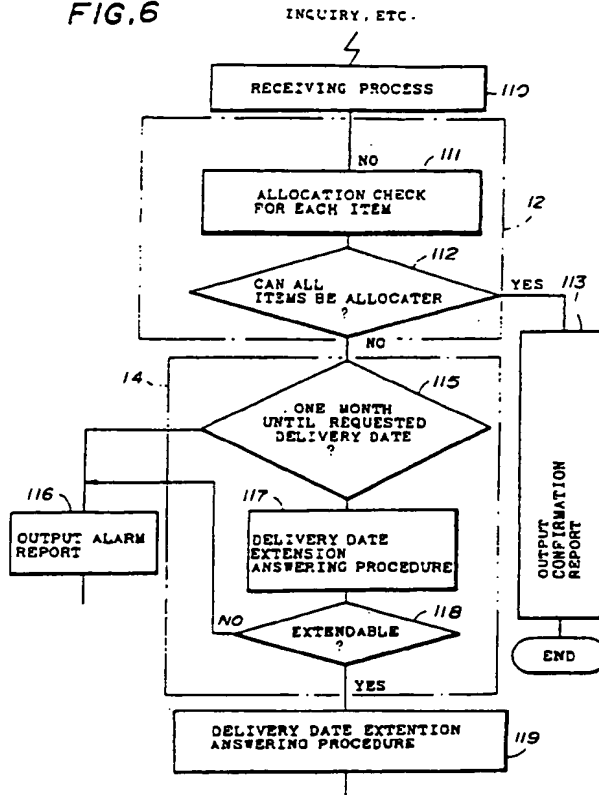 FIG.6
INCUIRY, ETC.
RECEIVING PROCESS
110
NO
111
ALLOCATION CHECK
FOR EACH ITEM
12
112
CAN ALL
ITEMS BE ALLOCATER
?
YES
113
NO
14
115
ONE MONTH
UNTIL REQUESTED
DELIVERY DATE
?
116
OUTPUT ALARM
REPORT
117
DELIVERY DATE
EXTENSION
ANSWERING PROCEDURE
OUTPUT
CONFIRMATION
REPORT
118
NO
EXTENDABLE
?
END
YES
DELIVERY DATE EXTENTION
ANSWERING PROCEDURE
119